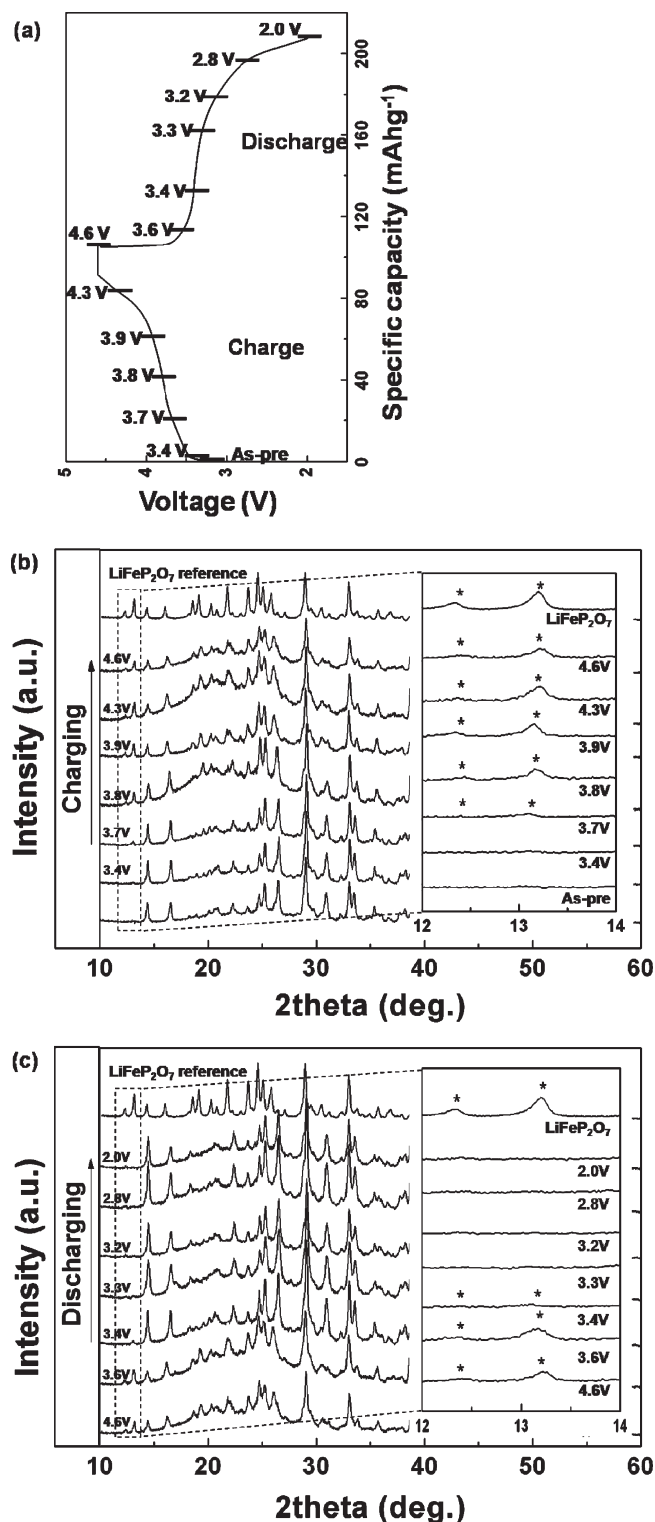 (a)
2.0 V
2.8 V
3.2 V
3.3 V
Discharge
3.4 V
3.6 V
4.6 V
4.3 V
3.9 V
Charge
3.8 V
3.7 V
3.4 V
As-pre
0
40
80
120
160
200
Specific capacity (mAhg⁻¹)
5
4
3
2
Voltage (V)
(b)
LiFeP₂O₇ reference
4.6V
4.3V
3.9V
3.8V
3.7V
3.4V
Charging
Intensity (a.u.)
* *
LiFeP₂O₇
* *
4.6V
* *
4.3V
* *
3.9V
* *
3.8V
* *
3.7V
3.4V
As-pre
12 13 14
10 20 30 40 50 60
2theta (deg.)
(c)
LiFeP₂O₇ reference
2.0V
2.8V
3.2V
3.3V
3.4V
3.6V
4.6V
Discharging
Intensity (a.u.)
* *
LiFeP₂O₇
2.0V
2.8V
3.2V
3.3V
* *
3.4V
* *
3.6V
* *
4.6V
12 13 14
10 20 30 40 50 60
2theta (deg.)